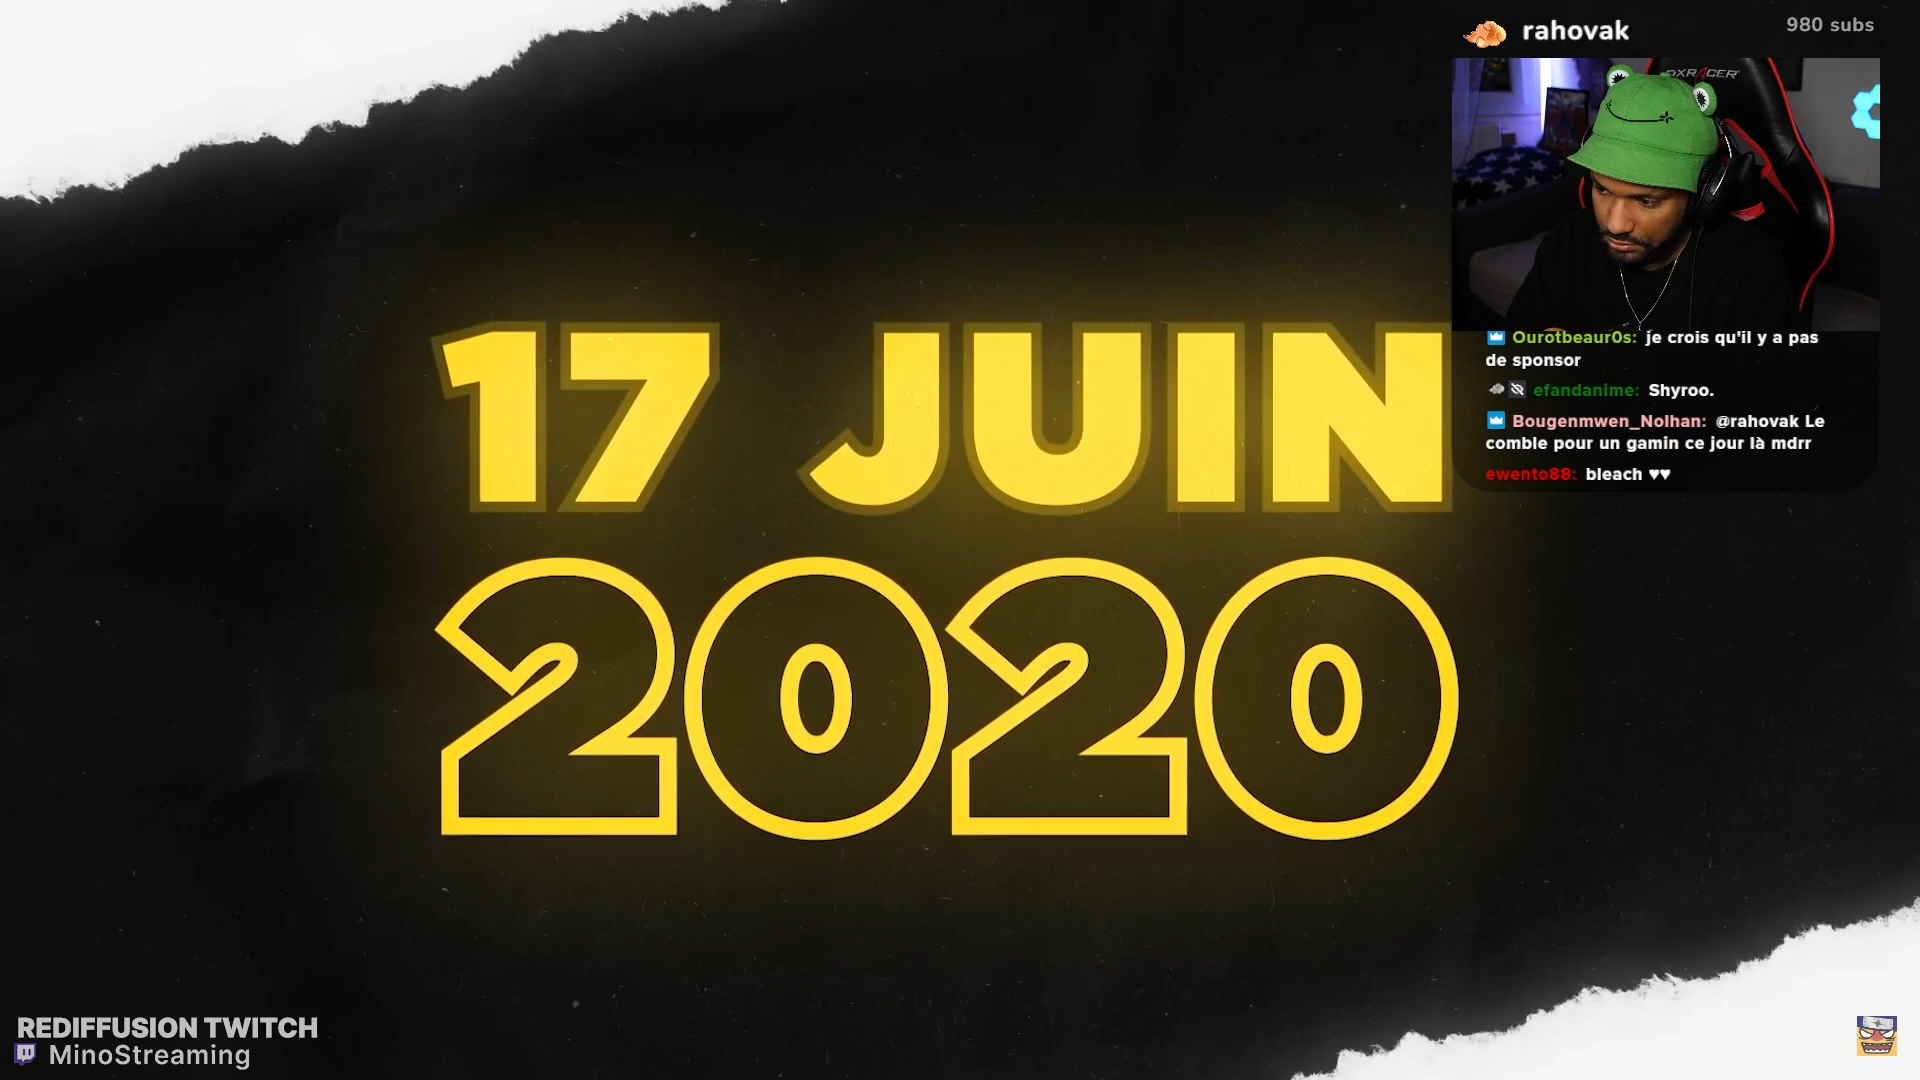 rahovak
980 subs
DXRACER
17 JUIN
2020
Ourotbeaur0s: je crois qu'il y a pas
de sponsor
efandanime: Shyroo.
Bougenmwen_Nolhan: @rahovak Le
comble pour un gamin ce jour là mdrr
ewento88: bleach ♥♥
REDIFFUSION TWITCH
MinoStreaming